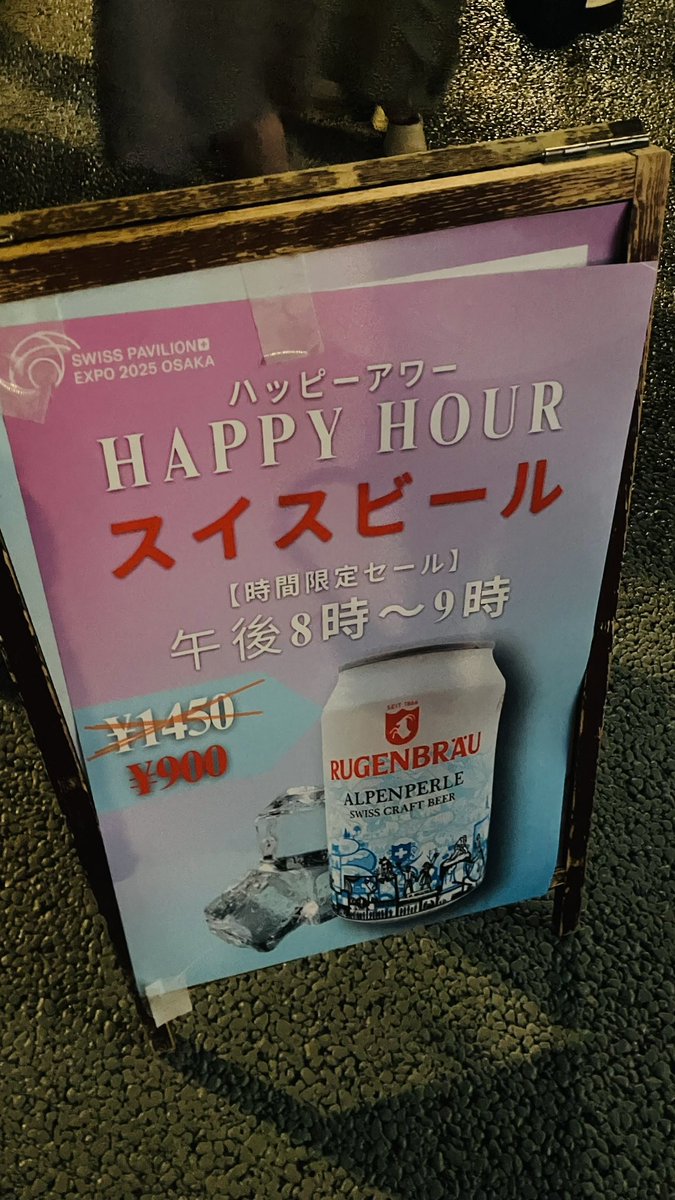 SWISS PAVILION
EXPO 2025 OSAKA
ハッピーアワー
HAPPY HOUR
スイスビール
【時間限定セール】
午後8時～9時
¥1450
¥900
SEIT 1866
RUGENBRÄU
ALPENPERLE
SWISS CRAFT BEER